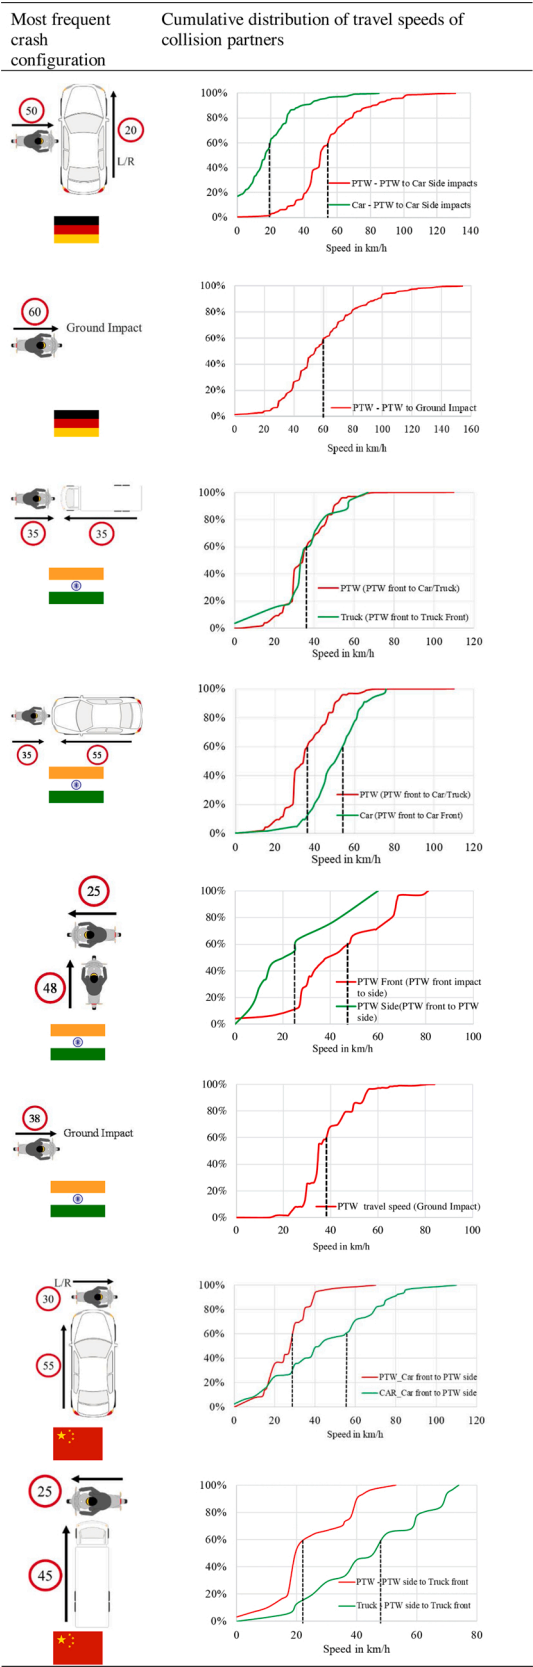 Most frequent
crash
configuration
Cumulative distribution of travel speeds of
collision partners
50
20
L/R
100%
80%
60%
40%
20%
0%
PTW - PTW to Car Side impacts
Car - PTW to Car Side impacts
0 20 40 60 80 100 120 140
Speed in km/h
60
Ground Impact
100%
80%
60%
40%
20%
0%
PTW - PTW to Ground Impact
0 20 40 60 80 100 120 140 160
Speed in km/h
35
35
100%
80%
60%
40%
20%
0%
PTW (PTW front to Car/Truck)
Truck (PTW front to Truck Front)
0 20 40 60 80 100 120
Speed in km/h
35
55
100%
80%
60%
40%
20%
0%
PTW (PTW front to Car/Truck)
Car (PTW front to Car Front)
0 20 40 60 80 100 120
Speed in km/h
25
48
100%
80%
60%
40%
20%
0%
PTW Front (PTW front impact
to side)
PTW Side(PTW front to PTW
side)
0 20 40 60 80 100
Speed in km/h
38
Ground Impact
100%
80%
60%
40%
20%
0%
PTW travel speed (Ground Impact)
0 20 40 60 80 100
Speed in km/h
L/R
30
55
100%
80%
60%
40%
20%
0%
PTW_Car front to PTW side
CAR_Car front to PTW side
0 20 40 60 80 100 120
Speed in km/h
25
45
100%
80%
60%
40%
20%
0%
PTW - PTW side to Truck front
Truck - PTW side to Truck front
0 20 40 60 80
Speed in km/h